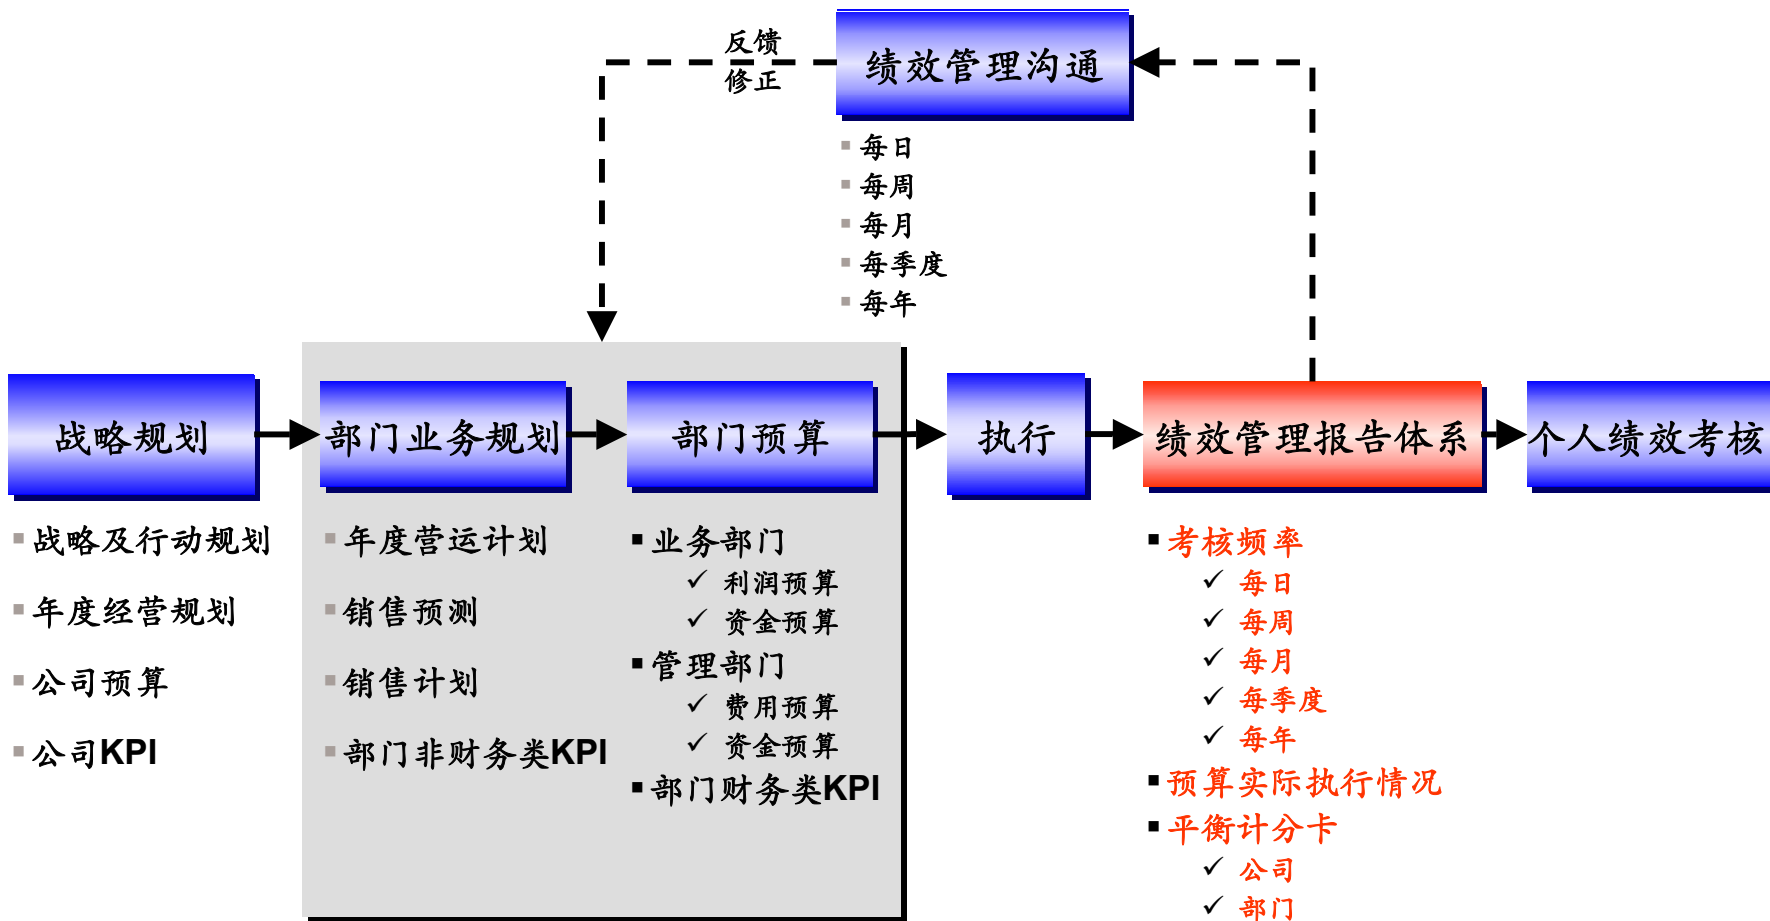 反馈
修正
绩效管理沟通
每日
每周
每月
每季度
每年
战略规划
部门业务规划
部门预算
执行
绩效管理报告体系
个人绩效考核
战略及行动规划
年度经营规划
公司预算
公司KPI
年度营运计划
销售预测
销售计划
部门非财务类KPI
业务部门
利润预算
资金预算
管理部门
费用预算
资金预算
部门财务类KPI
考核频率
每日
每周
每月
每季度
每年
预算实际执行情况
平衡计分卡
公司
部门